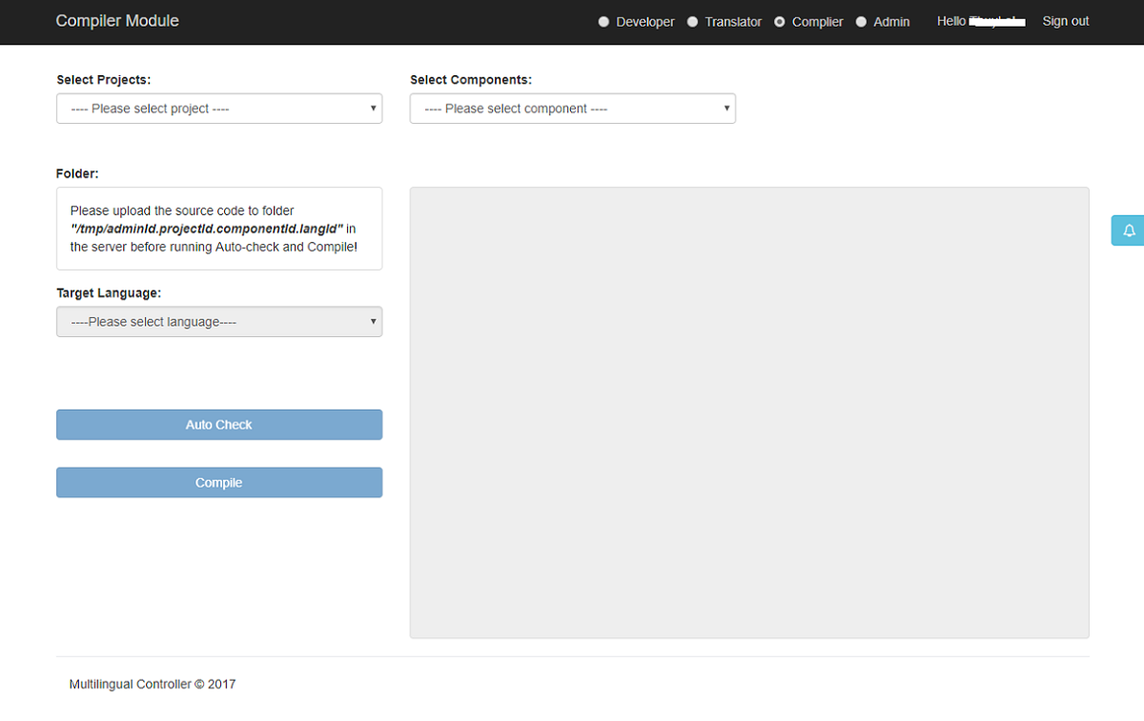 Compiler Module
Developer Translator Complier Admin Hello Sign out
Select Projects: Select Components:
---- Please select project ---- ---- Please select component ----
Folder:
Please upload the source code to folder
"/tmp/adminId.projectId.componentId.langId" in
the server before running Auto-check and Compile!
Target Language:
----Please select language----
Auto Check
Compile
Multilingual Controller © 2017